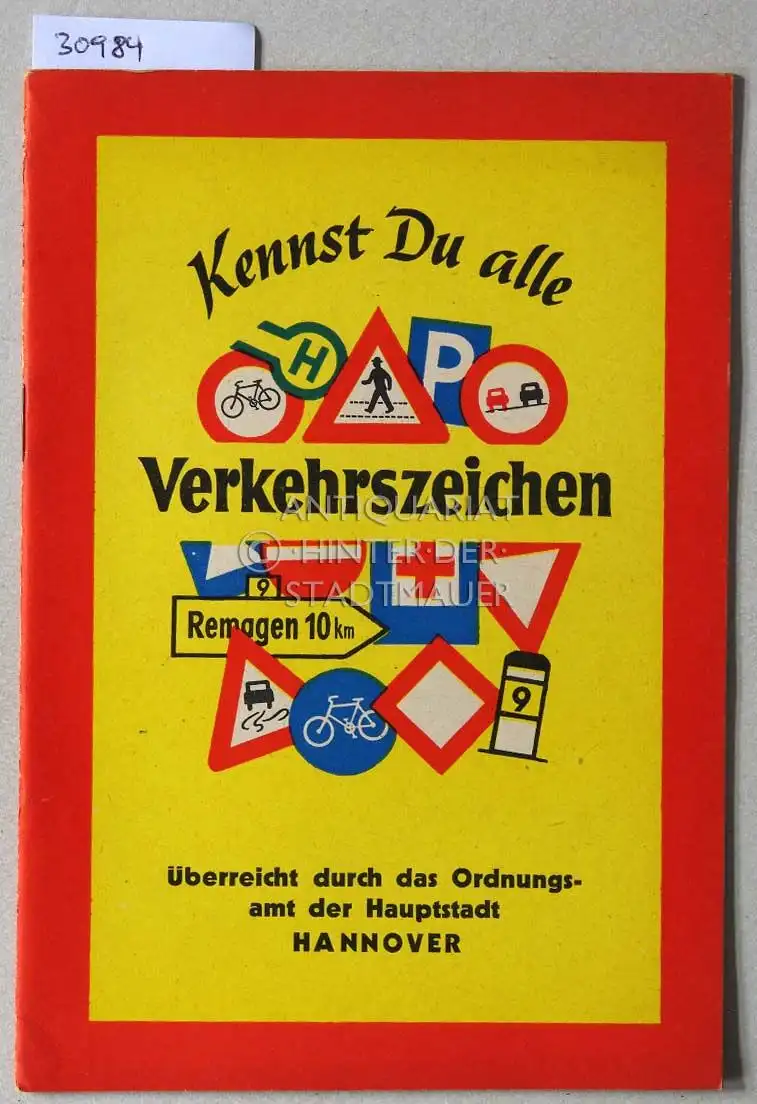 30984
Kennst Du alle
H
P
Verkehrszeichen
ANTIQUARIAT
© · HINTER · DER ·
STADTMAUER
9
Remagen 10 km
9
Überreicht durch das Ordnungs-
amt der Hauptstadt
HANNOVER